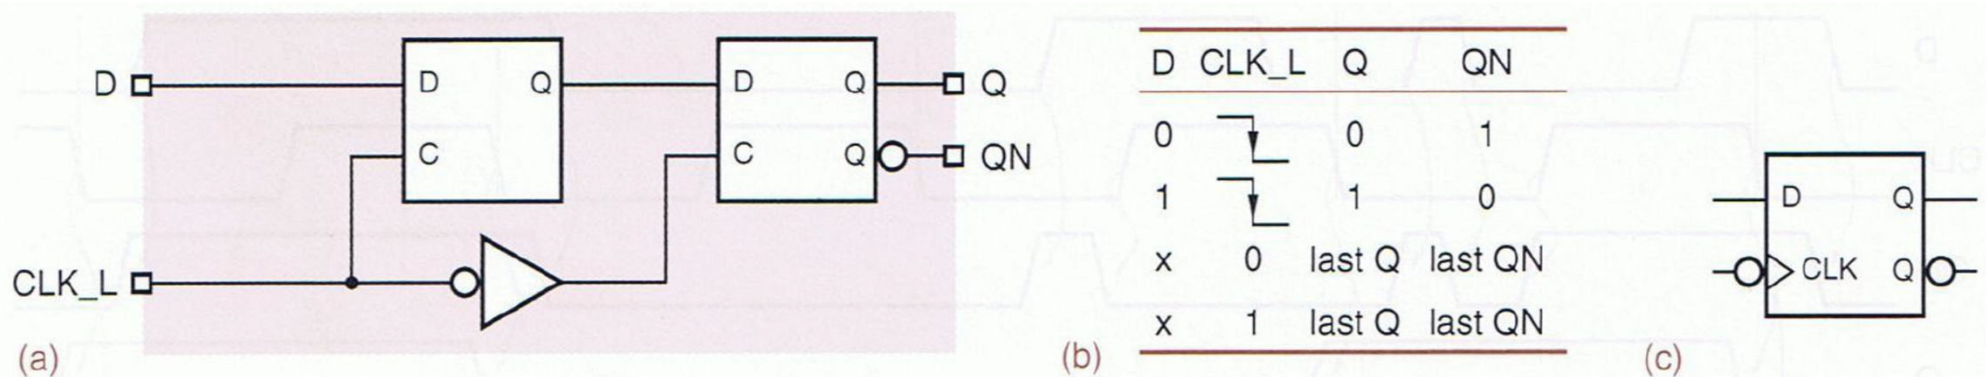 D
D Q
D Q
Q
C
C Q
QN
CLK_L
(a)
D CLK_L Q QN
0 0 1
1 1 0
x 0 last Q last QN
x 1 last Q last QN
(b)
D Q
CLK Q
(c)